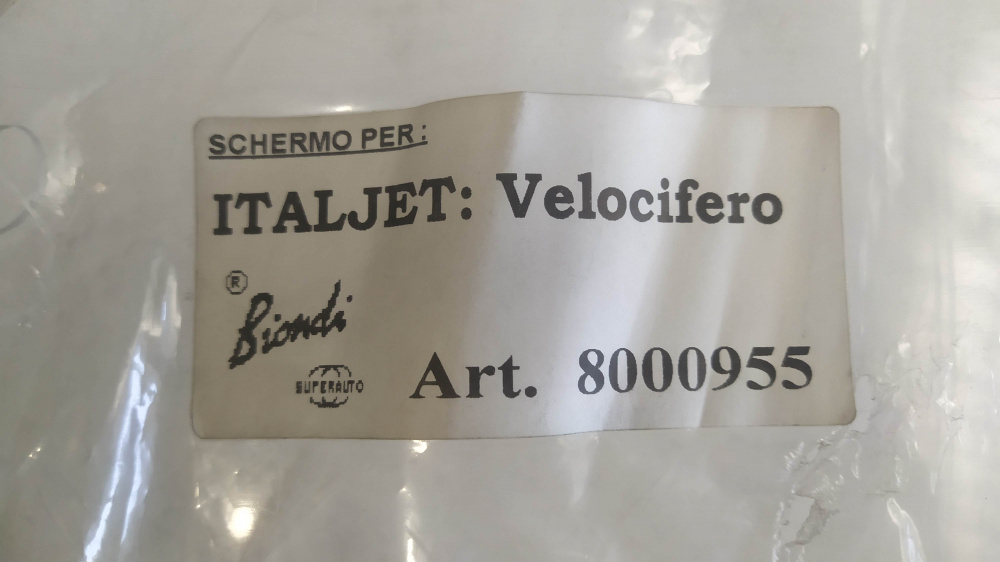 SCHERMO PER:
ITALJET: Velocifero
®
Biondi
SUPERAUTO
Art. 8000955